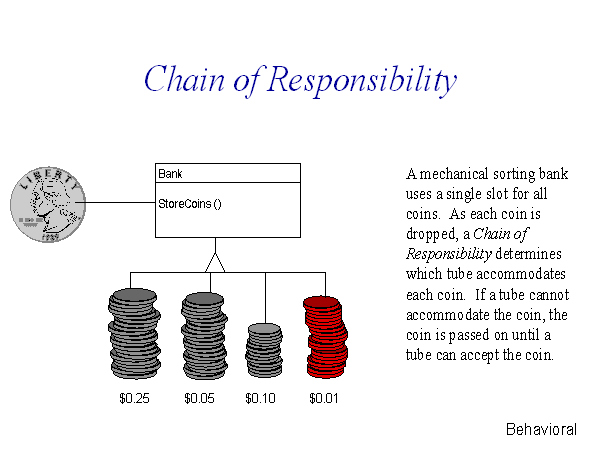 Chain of Responsibility
LIBERTY
Bank
StoreCoins ()
A mechanical sorting bank
uses a single slot for all
coins. As each coin is
dropped, a Chain of
Responsibility determines
which tube accommodates
each coin. If a tube cannot
accommodate the coin, the
coin is passed on until a
tube can accept the coin.
$0.25
$0.05
$0.10
$0.01
Behavioral